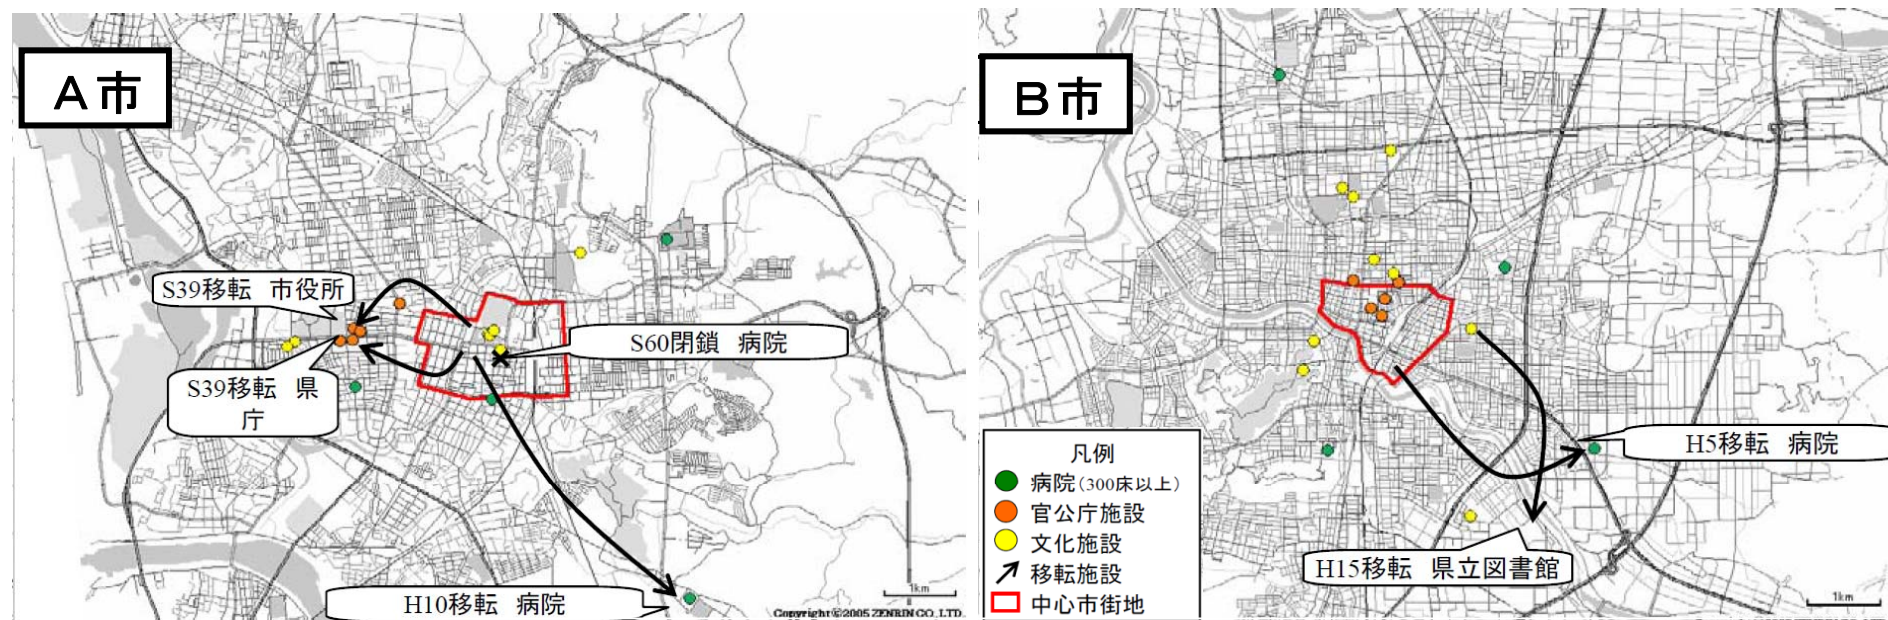 A市
S39移転 市役所
S39移転 県
庁
S60閉鎖 病院
H10移転 病院
1km
Copyright © 2005 ZENRIN CO., LTD.
B市
H5移転 病院
H15移転 県立図書館
凡例
病院(300床以上)
官公庁施設
文化施設
移転施設
中心市街地
1km